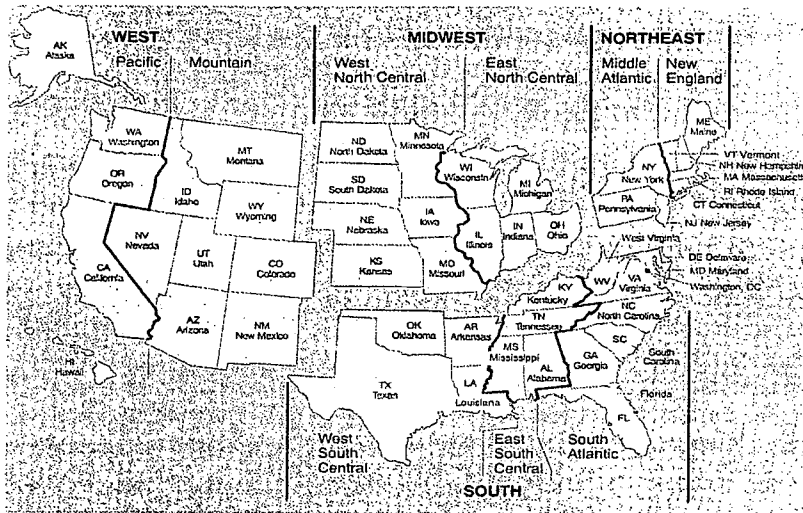 WEST
MIDWEST
NORTHEAST
Pacific
Mountain
West
North Central
East
North Central
Middle
Atlantic
New
England
AK
Alaska
WA
Washington
OR
Oregon
CA
California
NV
Nevada
ID
Idaho
MT
Montana
WY
Wyoming
UT
Utah
CO
Colorado
AZ
Arizona
NM
New Mexico
HI
Hawaii
ND
North Dakota
SD
South Dakota
NE
Nebraska
KS
Kansas
MN
Minnesota
IA
Iowa
MO
Missouri
WI
Wisconsin
MI
Michigan
IL
Illinois
IN
Indiana
OH
Ohio
ME
Maine
NY
New York
PA
Pennsylvania
VT Vermont
NH New Hampshire
MA Massachusetts
RI Rhode Island
CT Connecticut
NJ New Jersey
West Virginia
DE Delaware
MD Maryland
Washington, DC
WV
VA
Virginia
KY
Kentucky
TN
Tennessee
NC
North Carolina
SC
South
Carolina
GA
Georgia
Florida
FL
OK
Oklahoma
AR
Arkansas
TX
Texas
LA
Louisiana
MS
Mississippi
AL
Alabama
West
South
Central
East
South
Central
South
Atlantic
SOUTH